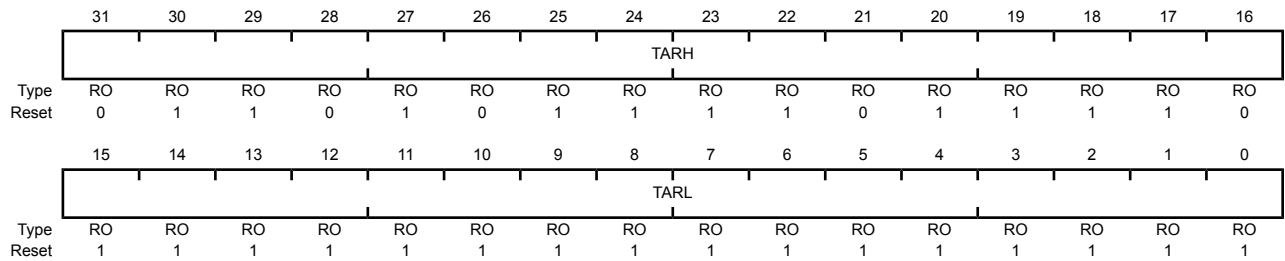 31 30 29 28 27 26 25 24 23 22 21 20 19 18 17 16
TARH
Type RO RO RO RO RO RO RO RO RO RO RO RO RO RO RO RO
Reset 0 1 1 0 1 0 1 1 1 1 0 1 1 1 1 0
15 14 13 12 11 10 9 8 7 6 5 4 3 2 1 0
TARL
Type RO RO RO RO RO RO RO RO RO RO RO RO RO RO RO RO
Reset 1 1 1 1 1 1 1 1 1 1 1 1 1 1 1 1